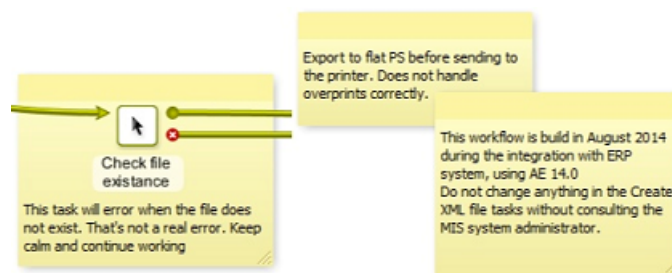 Export to flat PS before sending to
the printer. Does not handle
overprints correctly.
Check file
existance
This task will error when the file does
not exist. That's not a real error. Keep
calm and continue working
This workflow is build in August 2014
during the integration with ERP
system, using AE 14.0
Do not change anything in the Create
XML file tasks without consulting the
MIS system administrator.